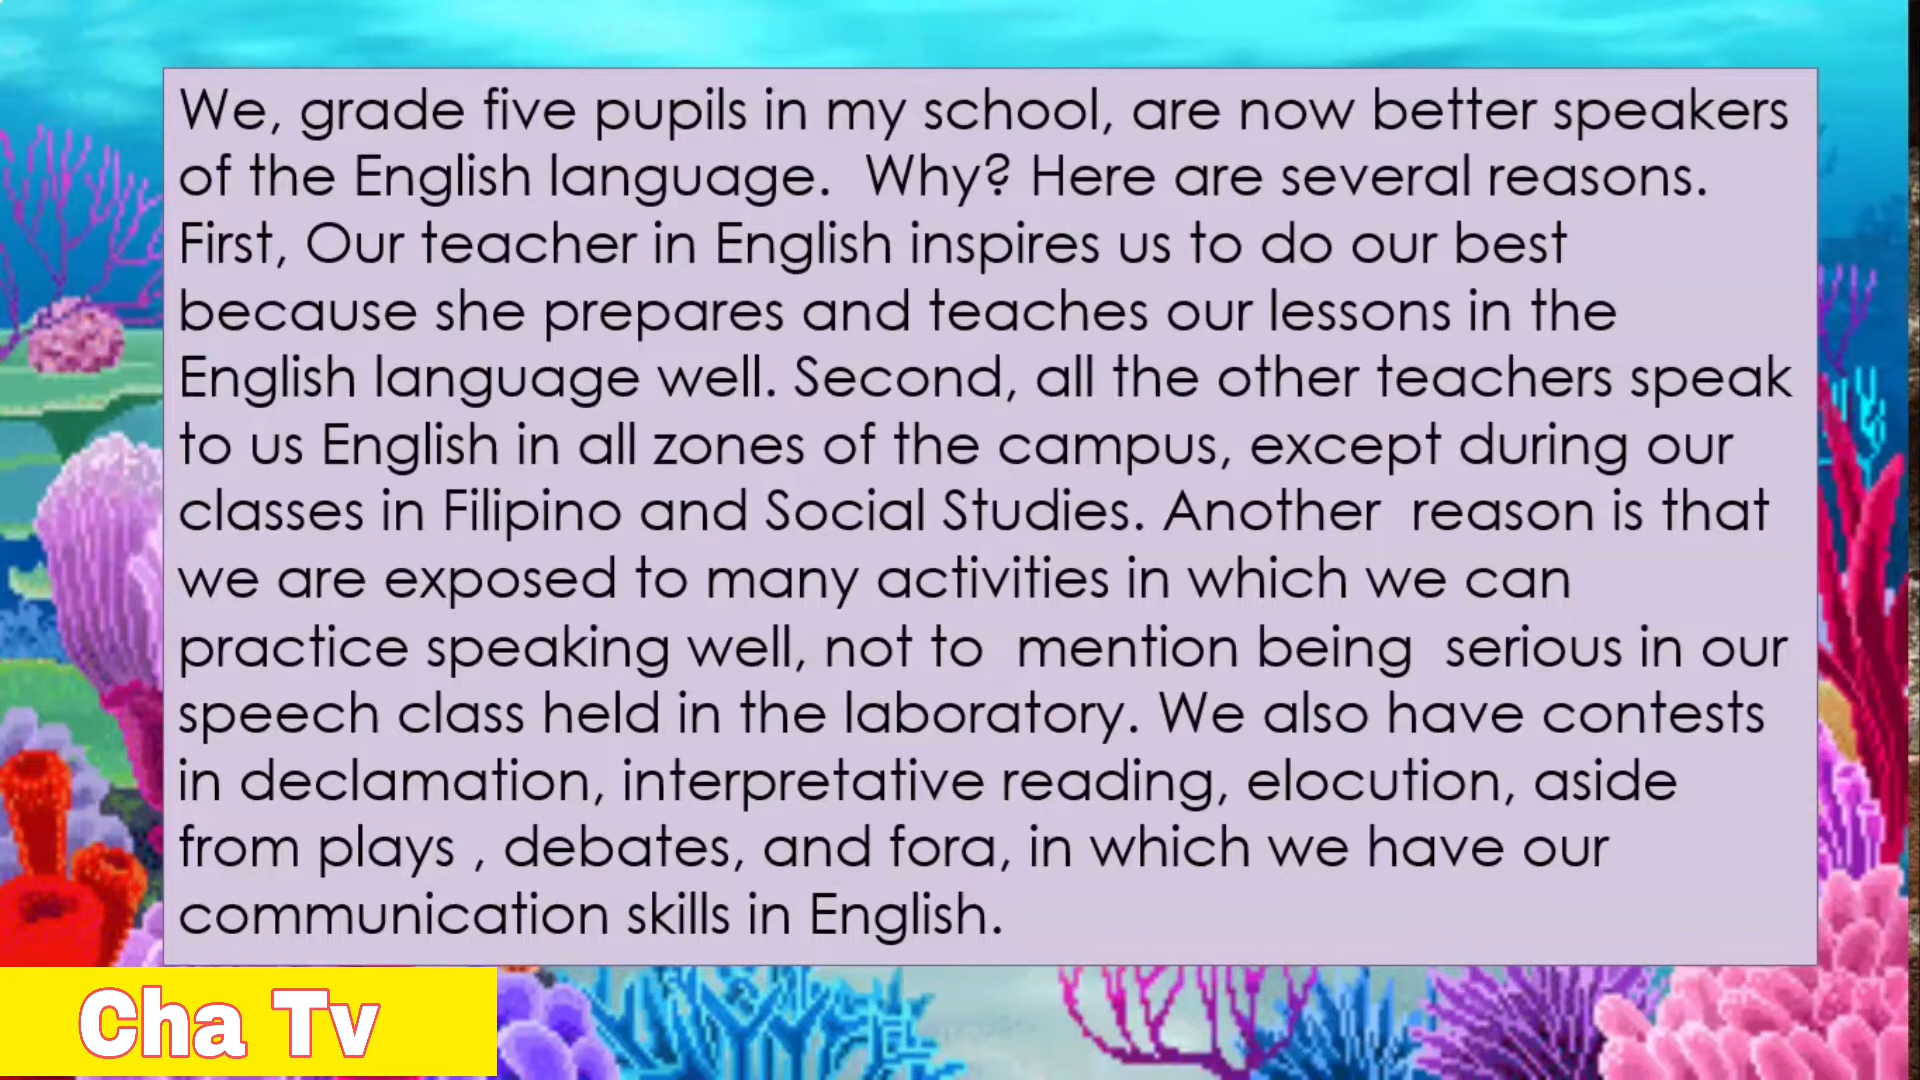 We, grade five pupils in my school, are now better speakers
of the English language.  Why? Here are several reasons.
First, Our teacher in English inspires us to do our best
because she prepares and teaches our lessons in the
English language well. Second, all the other teachers speak
to us English in all zones of the campus, except during our
classes in Filipino and Social Studies. Another  reason is that
we are exposed to many activities in which we can
practice speaking well, not to  mention being  serious in our
speech class held in the laboratory. We also have contests
in declamation, interpretative reading, elocution, aside
from plays , debates, and fora, in which we have our
communication skills in English.
Cha Tv